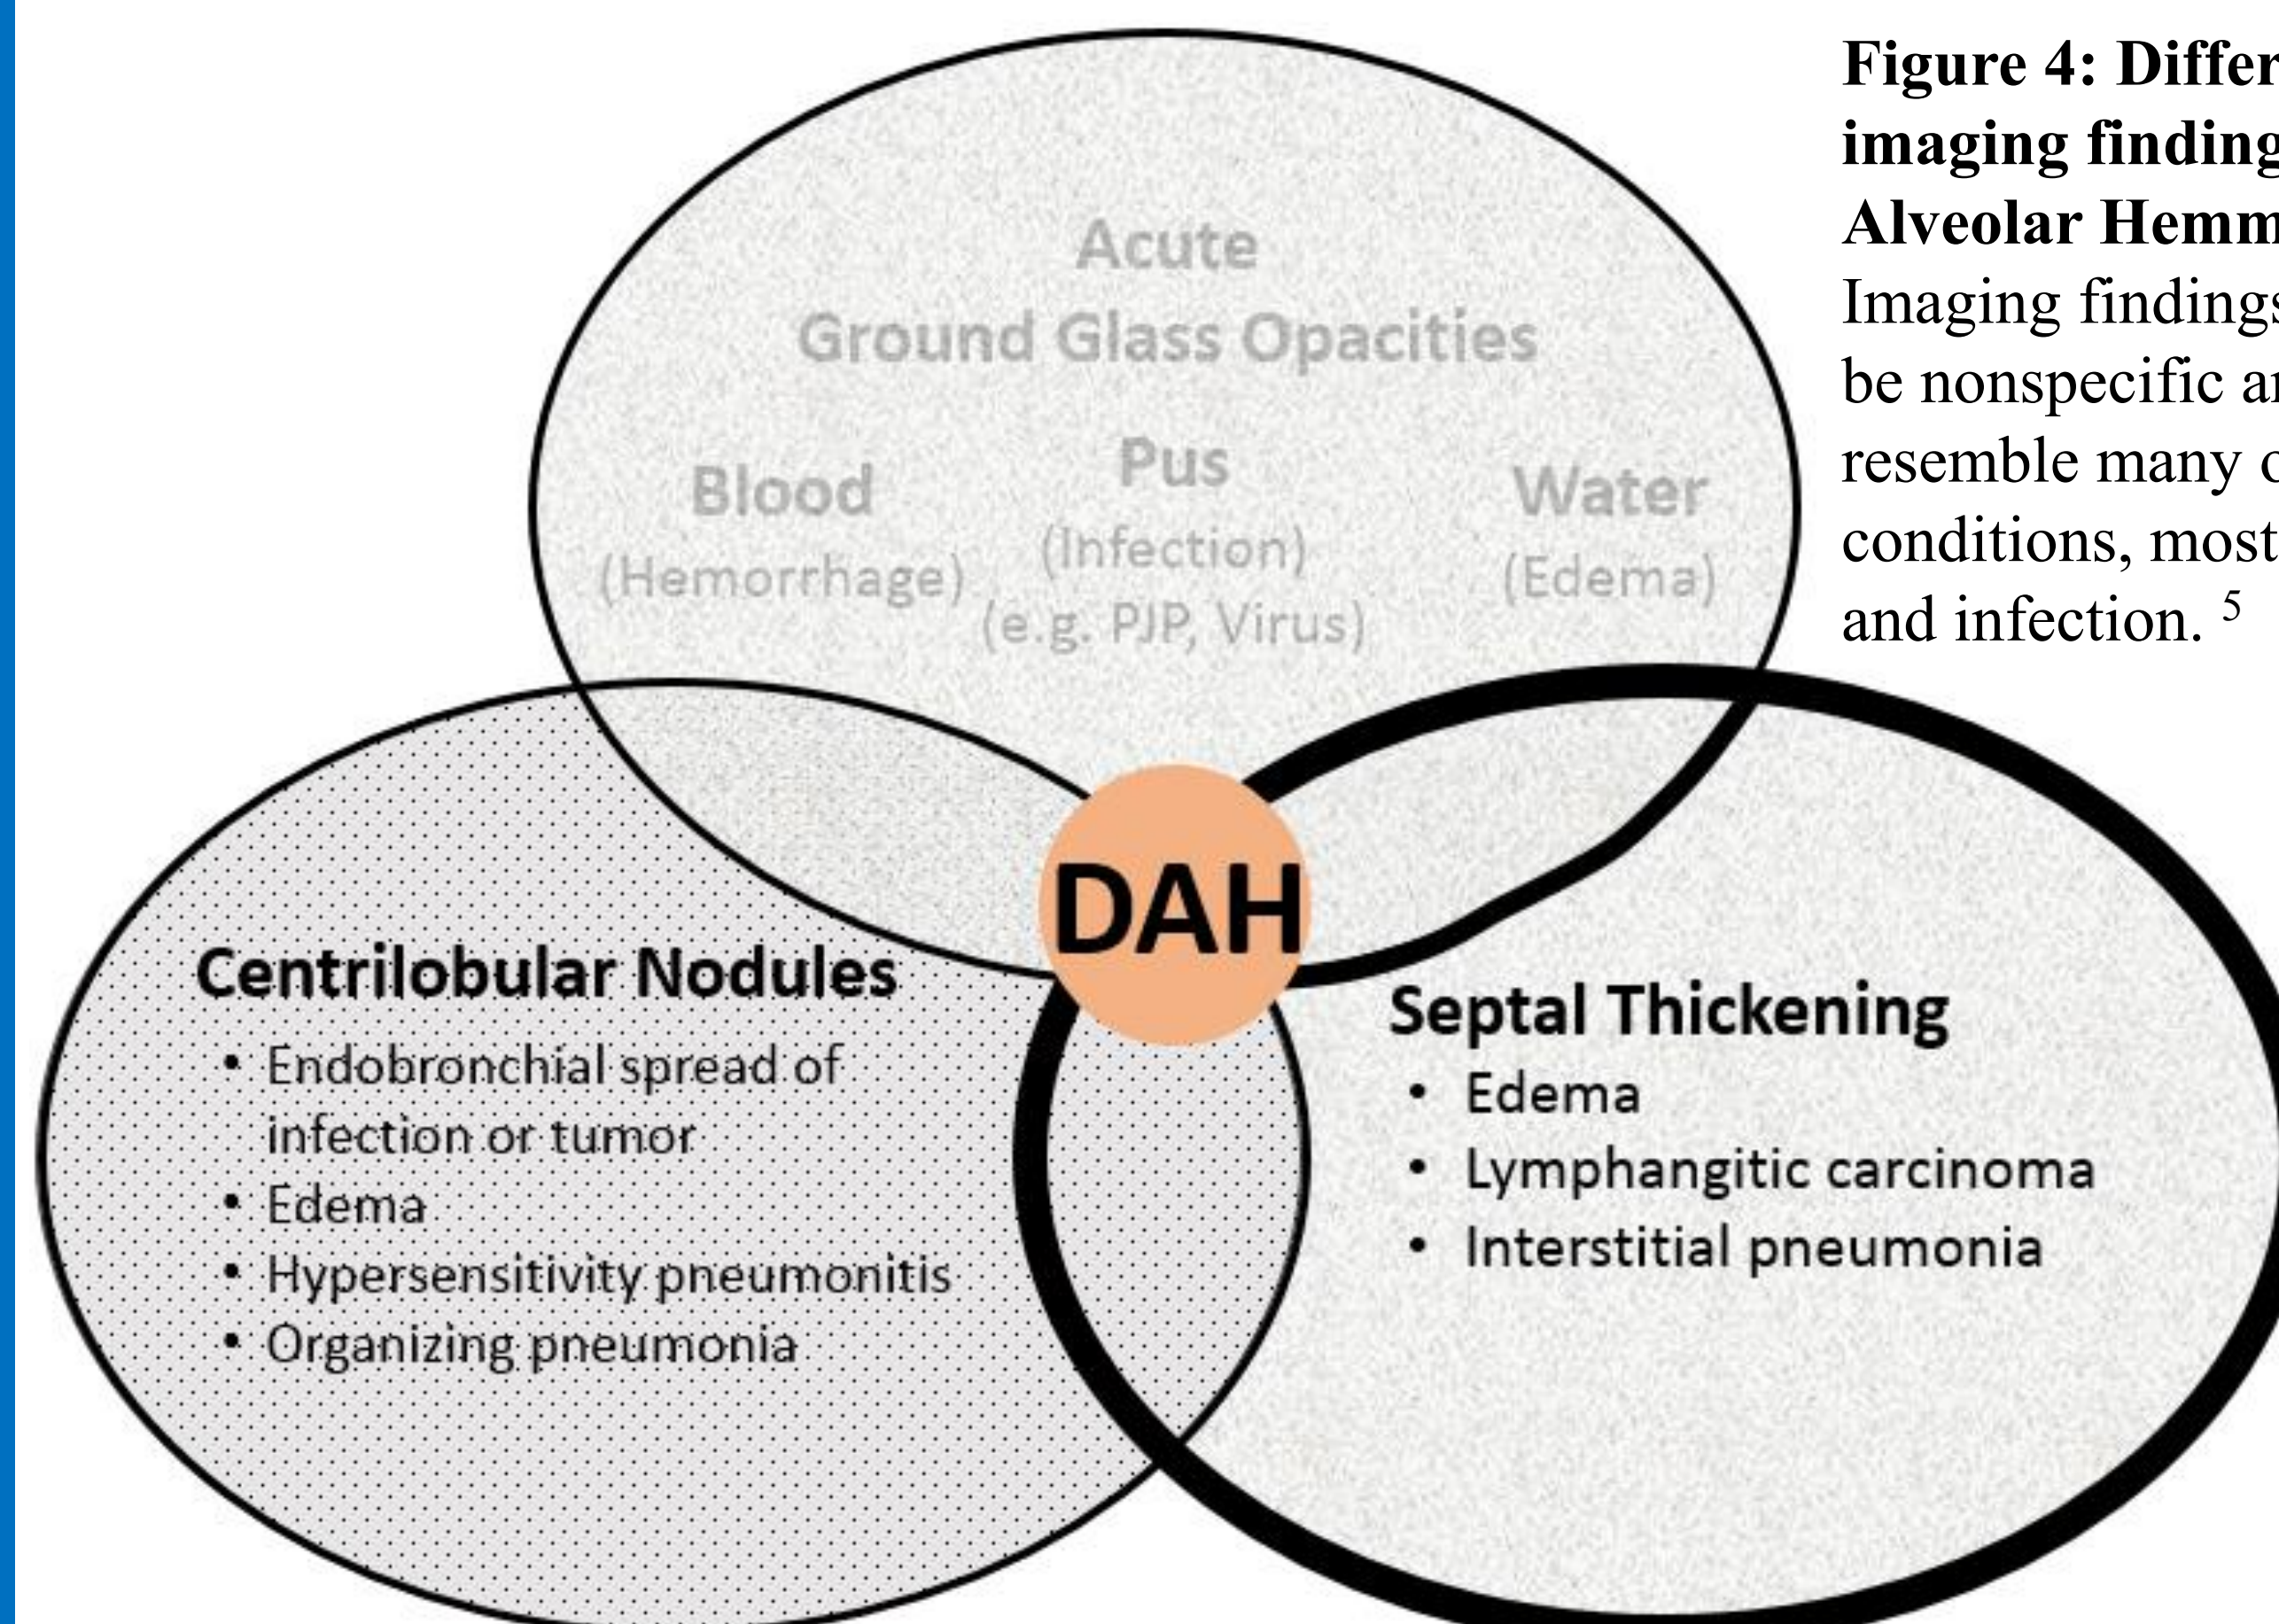 Figure 4: Differ
imaging finding
Alveolar Hemm
Imaging findings
be nonspecific a
resemble many
conditions, most
and infection. 5
Acute
Ground Glass Opacities
Blood
(Hemorrhage)
Pus
(Infection)
(e.g. PJP, Virus)
Water
(Edema)
DAH
Centrilobular Nodules
• Endobronchial spread of
infection or tumor
• Edema
• Hypersensitivity pneumonitis
• Organizing pneumonia
Septal Thickening
• Edema
• Lymphangitic carcinoma
• Interstitial pneumonia